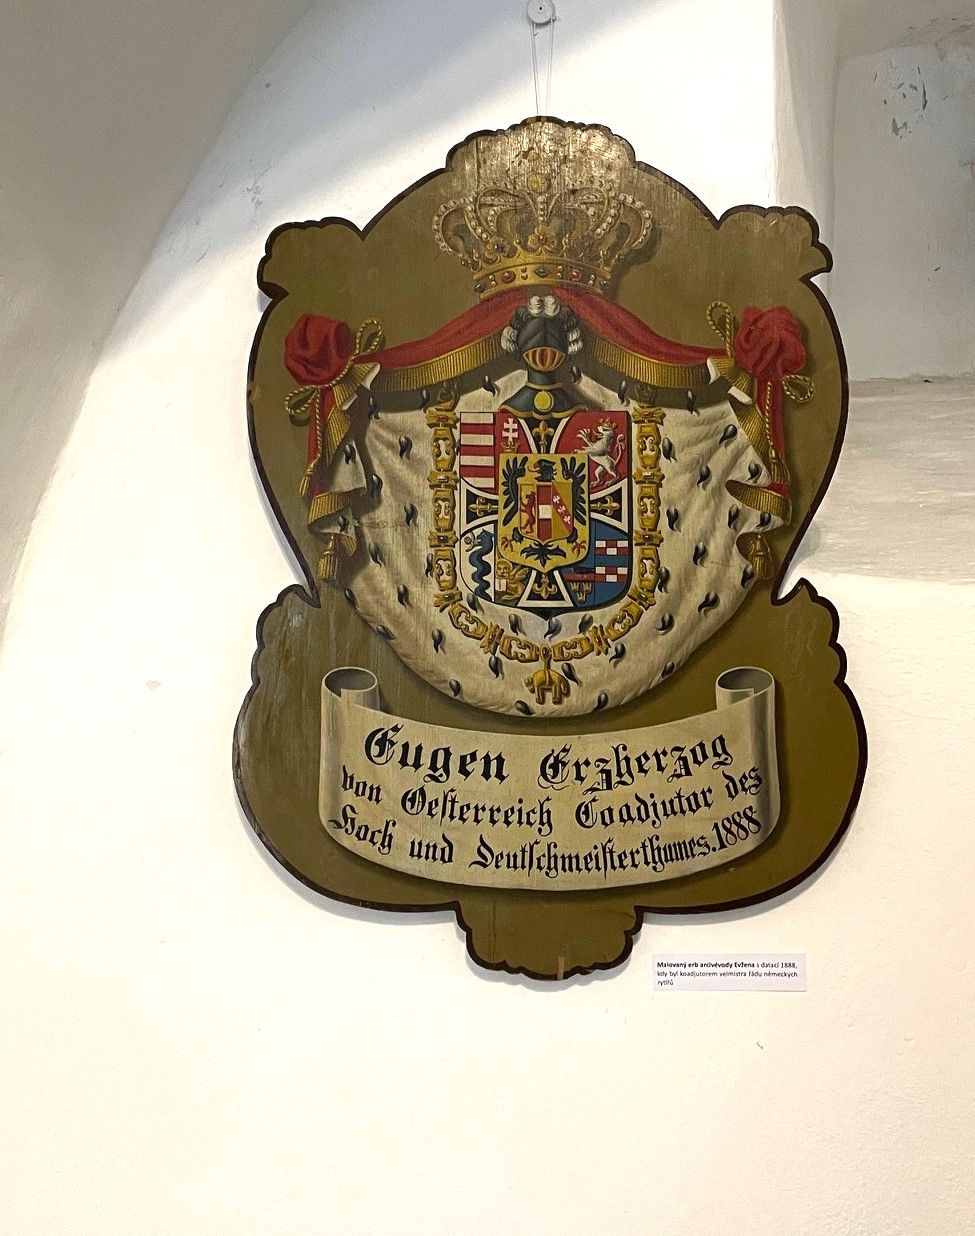 Eugen Erzherzog
von Oeſterreich Coadjutor des
Hoch und Deutſchmeiſterthumes. 1888
Malovaný erb arcivévody Evžena s datací 1888,
kdy byl koadjutorem velmistra řádu německých
rytířů